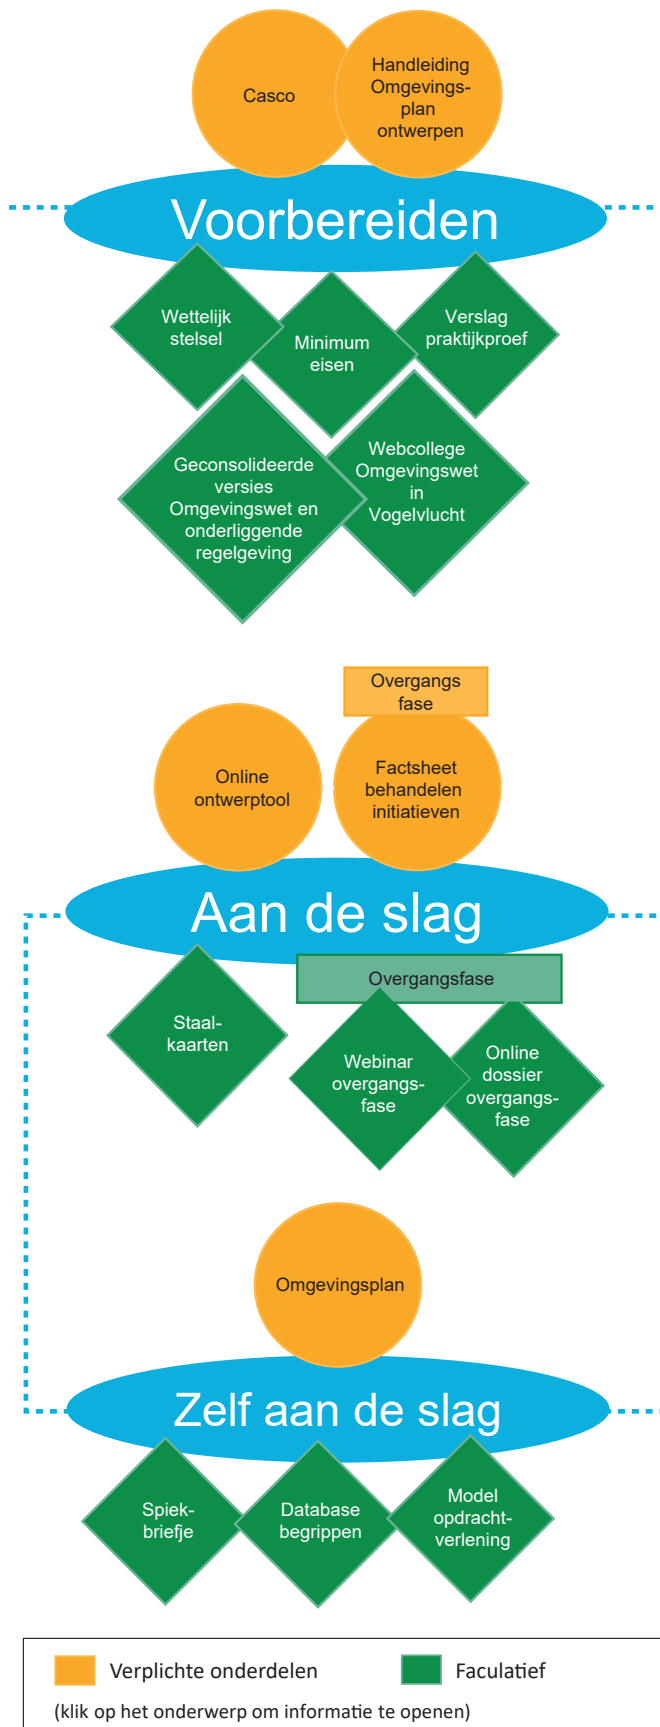 Casco
Handleiding
Omgevings-
plan
ontwerpen
Voorbereiden
Wettelijk
stelsel
Minimum
eisen
Verslag
praktijkproef
Geconsolideerde
versies
Omgevingswet en
onderliggende
regelgeving
Webcollege
Omgevingswet
in
Vogelvlucht
Overgangs
fase
Online
ontwerptool
Factsheet
behandelen
initiatieven
Aan de slag
Overgangsfase
Staal-
kaarten
Webinar
overgangs-
fase
Online
dossier
overgangs-
fase
Omgevingsplan
Zelf aan de slag
Spiek-
briefje
Database
begrippen
Model
opdracht-
verlening
Verplichte onderdelen
Faculatief
(klik op het onderwerp om informatie te openen)